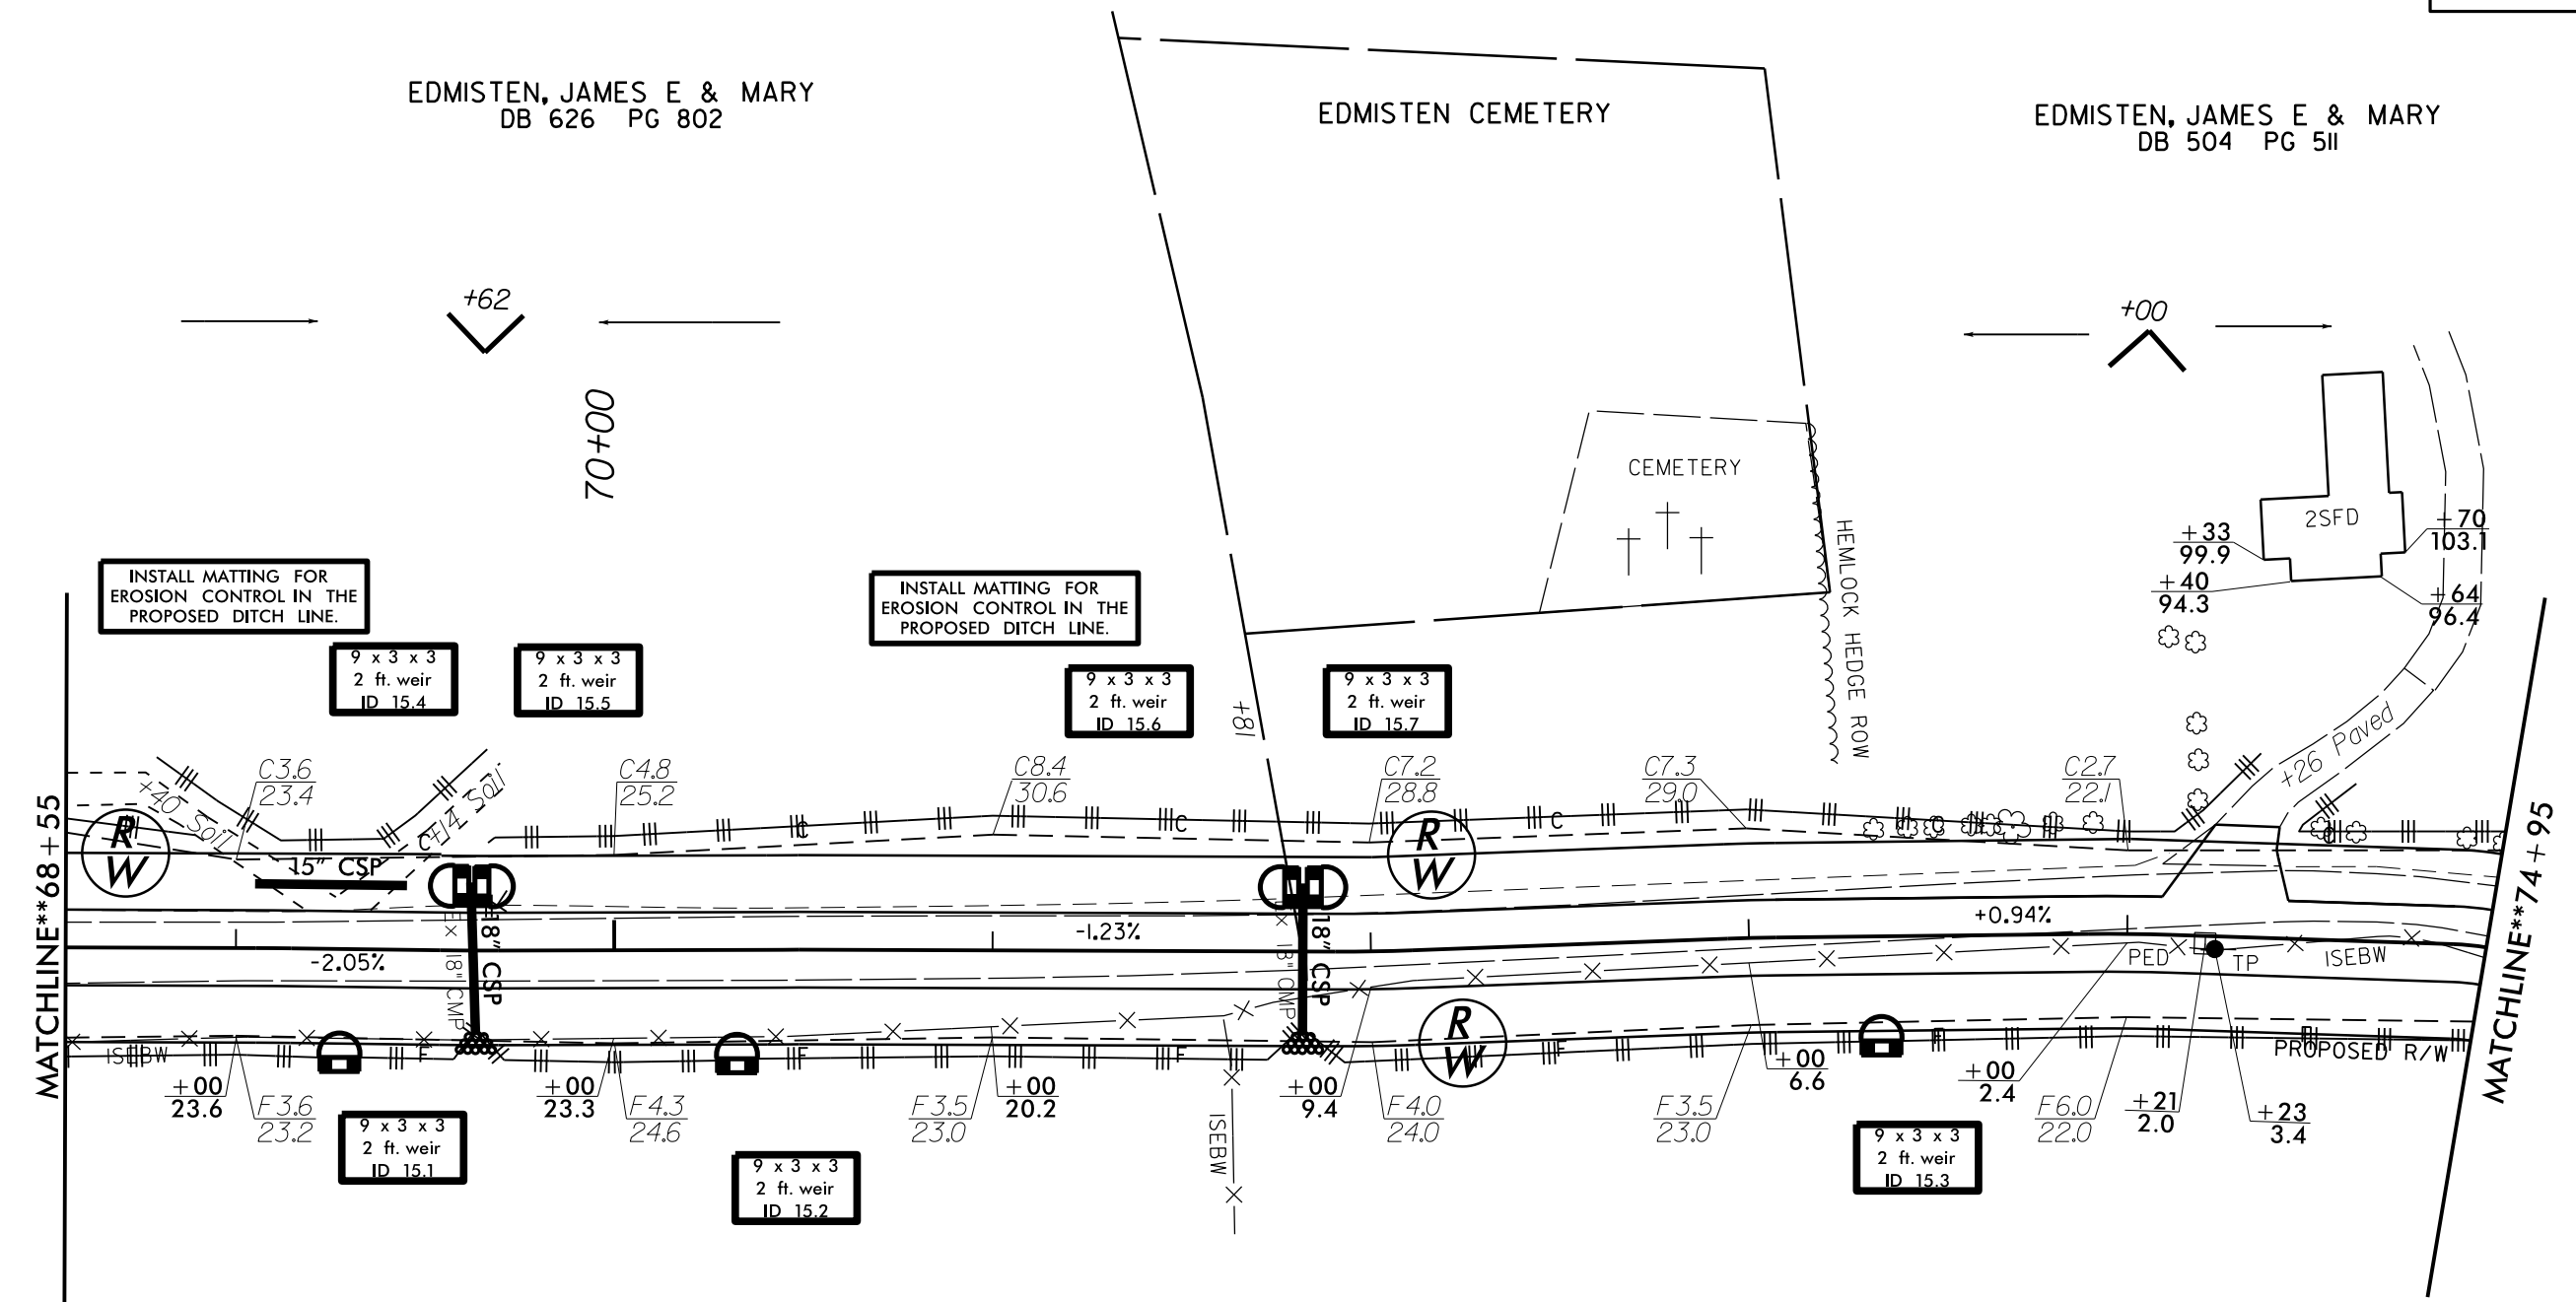 EDMISTEN, JAMES E & MARY
DB 626 PG 802
EDMISTEN CEMETERY
EDMISTEN, JAMES E & MARY
DB 504 PG 511
+62
+00
70+00
CEMETERY
HEMLOCK HEDGE ROW
2SFD
+33
99.9
+40
94.3
+70
103.1
+64
96.4
INSTALL MATTING FOR
EROSION CONTROL IN THE
PROPOSED DITCH LINE.
INSTALL MATTING FOR
EROSION CONTROL IN THE
PROPOSED DITCH LINE.
9 x 3 x 3
2 ft. weir
ID 15.4
9 x 3 x 3
2 ft. weir
ID 15.5
9 x 3 x 3
2 ft. weir
ID 15.6
9 x 3 x 3
2 ft. weir
ID 15.7
+81
+26 Paved
C3.6
23.4
C4.8
25.2
C8.4
30.6
C7.2
28.8
C7.3
29.0
C2.7
22.1
MATCHLINE**68+55
+40 Soil
+14 Soil
R
W
15" CSP
C
C
C
C
C
C
R
W
MATCHLINE**74+95
EX 18" CMP
18" CSP
EX 18" CMP
18" CSP
-2.05%
-1.23%
+0.94%
PED
TP
ISEBW
ISEBW
F
F
F
F
F
F
R
W
PROPOSED R/W
+00
23.6
F3.6
23.2
+00
23.3
F4.3
24.6
F3.5
23.0
+00
20.2
ISEBW
+00
9.4
F4.0
24.0
F3.5
23.0
+00
6.6
+00
2.4
F6.0
22.0
+21
2.0
+23
3.4
9 x 3 x 3
2 ft. weir
ID 15.1
9 x 3 x 3
2 ft. weir
ID 15.2
9 x 3 x 3
2 ft. weir
ID 15.3